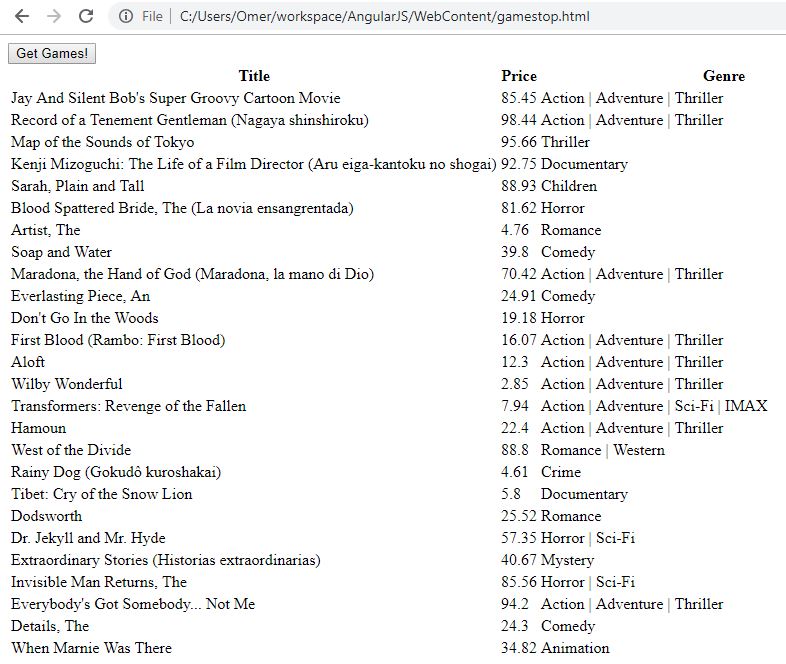 File | C:/Users/Omer/workspace/AngularJS/WebContent/gamestop.html
Get Games!
Title Price Genre
Jay And Silent Bob's Super Groovy Cartoon Movie 85.45 Action | Adventure | Thriller
Record of a Tenement Gentleman (Nagaya shinshiroku) 98.44 Action | Adventure | Thriller
Map of the Sounds of Tokyo 95.66 Thriller
Kenji Mizoguchi: The Life of a Film Director (Aru eiga-kantoku no shogai) 92.75 Documentary
Sarah, Plain and Tall 88.93 Children
Blood Spattered Bride, The (La novia ensangrentada) 81.62 Horror
Artist, The 4.76 Romance
Soap and Water 39.8 Comedy
Maradona, the Hand of God (Maradona, la mano di Dio) 70.42 Action | Adventure | Thriller
Everlasting Piece, An 24.91 Comedy
Don't Go In the Woods 19.18 Horror
First Blood (Rambo: First Blood) 16.07 Action | Adventure | Thriller
Aloft 12.3 Action | Adventure | Thriller
Wilby Wonderful 2.85 Action | Adventure | Thriller
Transformers: Revenge of the Fallen 7.94 Action | Adventure | Sci-Fi | IMAX
Hamoun 22.4 Action | Adventure | Thriller
West of the Divide 88.8 Romance | Western
Rainy Dog (Gokudô kuroshakai) 4.61 Crime
Tibet: Cry of the Snow Lion 5.8 Documentary
Dodsworth 25.52 Romance
Dr. Jekyll and Mr. Hyde 57.35 Horror | Sci-Fi
Extraordinary Stories (Historias extraordinarias) 40.67 Mystery
Invisible Man Returns, The 85.56 Horror | Sci-Fi
Everybody's Got Somebody... Not Me 94.2 Action | Adventure | Thriller
Details, The 24.3 Comedy
When Marnie Was There 34.82 Animation